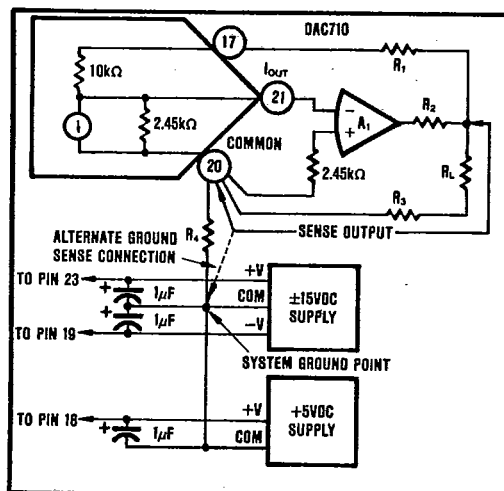 DAC710
17
R1
10kΩ
IOUT
21
A1
R2
2.45kΩ
COMMON
20
2.45kΩ
RL
R3
SENSE OUTPUT
R4
ALTERNATE GROUND
SENSE CONNECTION
TO PIN 23
+
1µF
+V
COM
±15VDC
SUPPLY
+
1µF
TO PIN 19
−V
SYSTEM GROUND POINT
TO PIN 18
+
1µF
+V
COM
+5VDC
SUPPLY
I
−
+